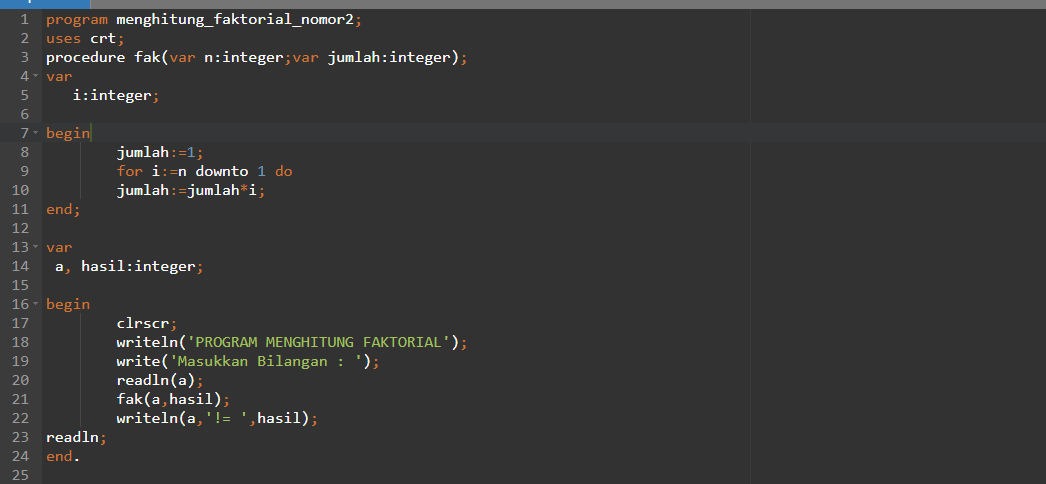 1 program menghitung_faktorial_nomor2;
2 uses crt;
3 procedure fak(var n:integer;var jumlah:integer);
4 var
5 i:integer;
6
7 begin
8 jumlah:=1;
9 for i:=n downto 1 do
10 jumlah:=jumlah*i;
11 end;
12
13 var
14 a, hasil:integer;
15
16 begin
17 clrscr;
18 writeln('PROGRAM MENGHITUNG FAKTORIAL');
19 write('Masukkan Bilangan : ');
20 readln(a);
21 fak(a,hasil);
22 writeln(a,'!= ',hasil);
23 readln;
24 end.
25